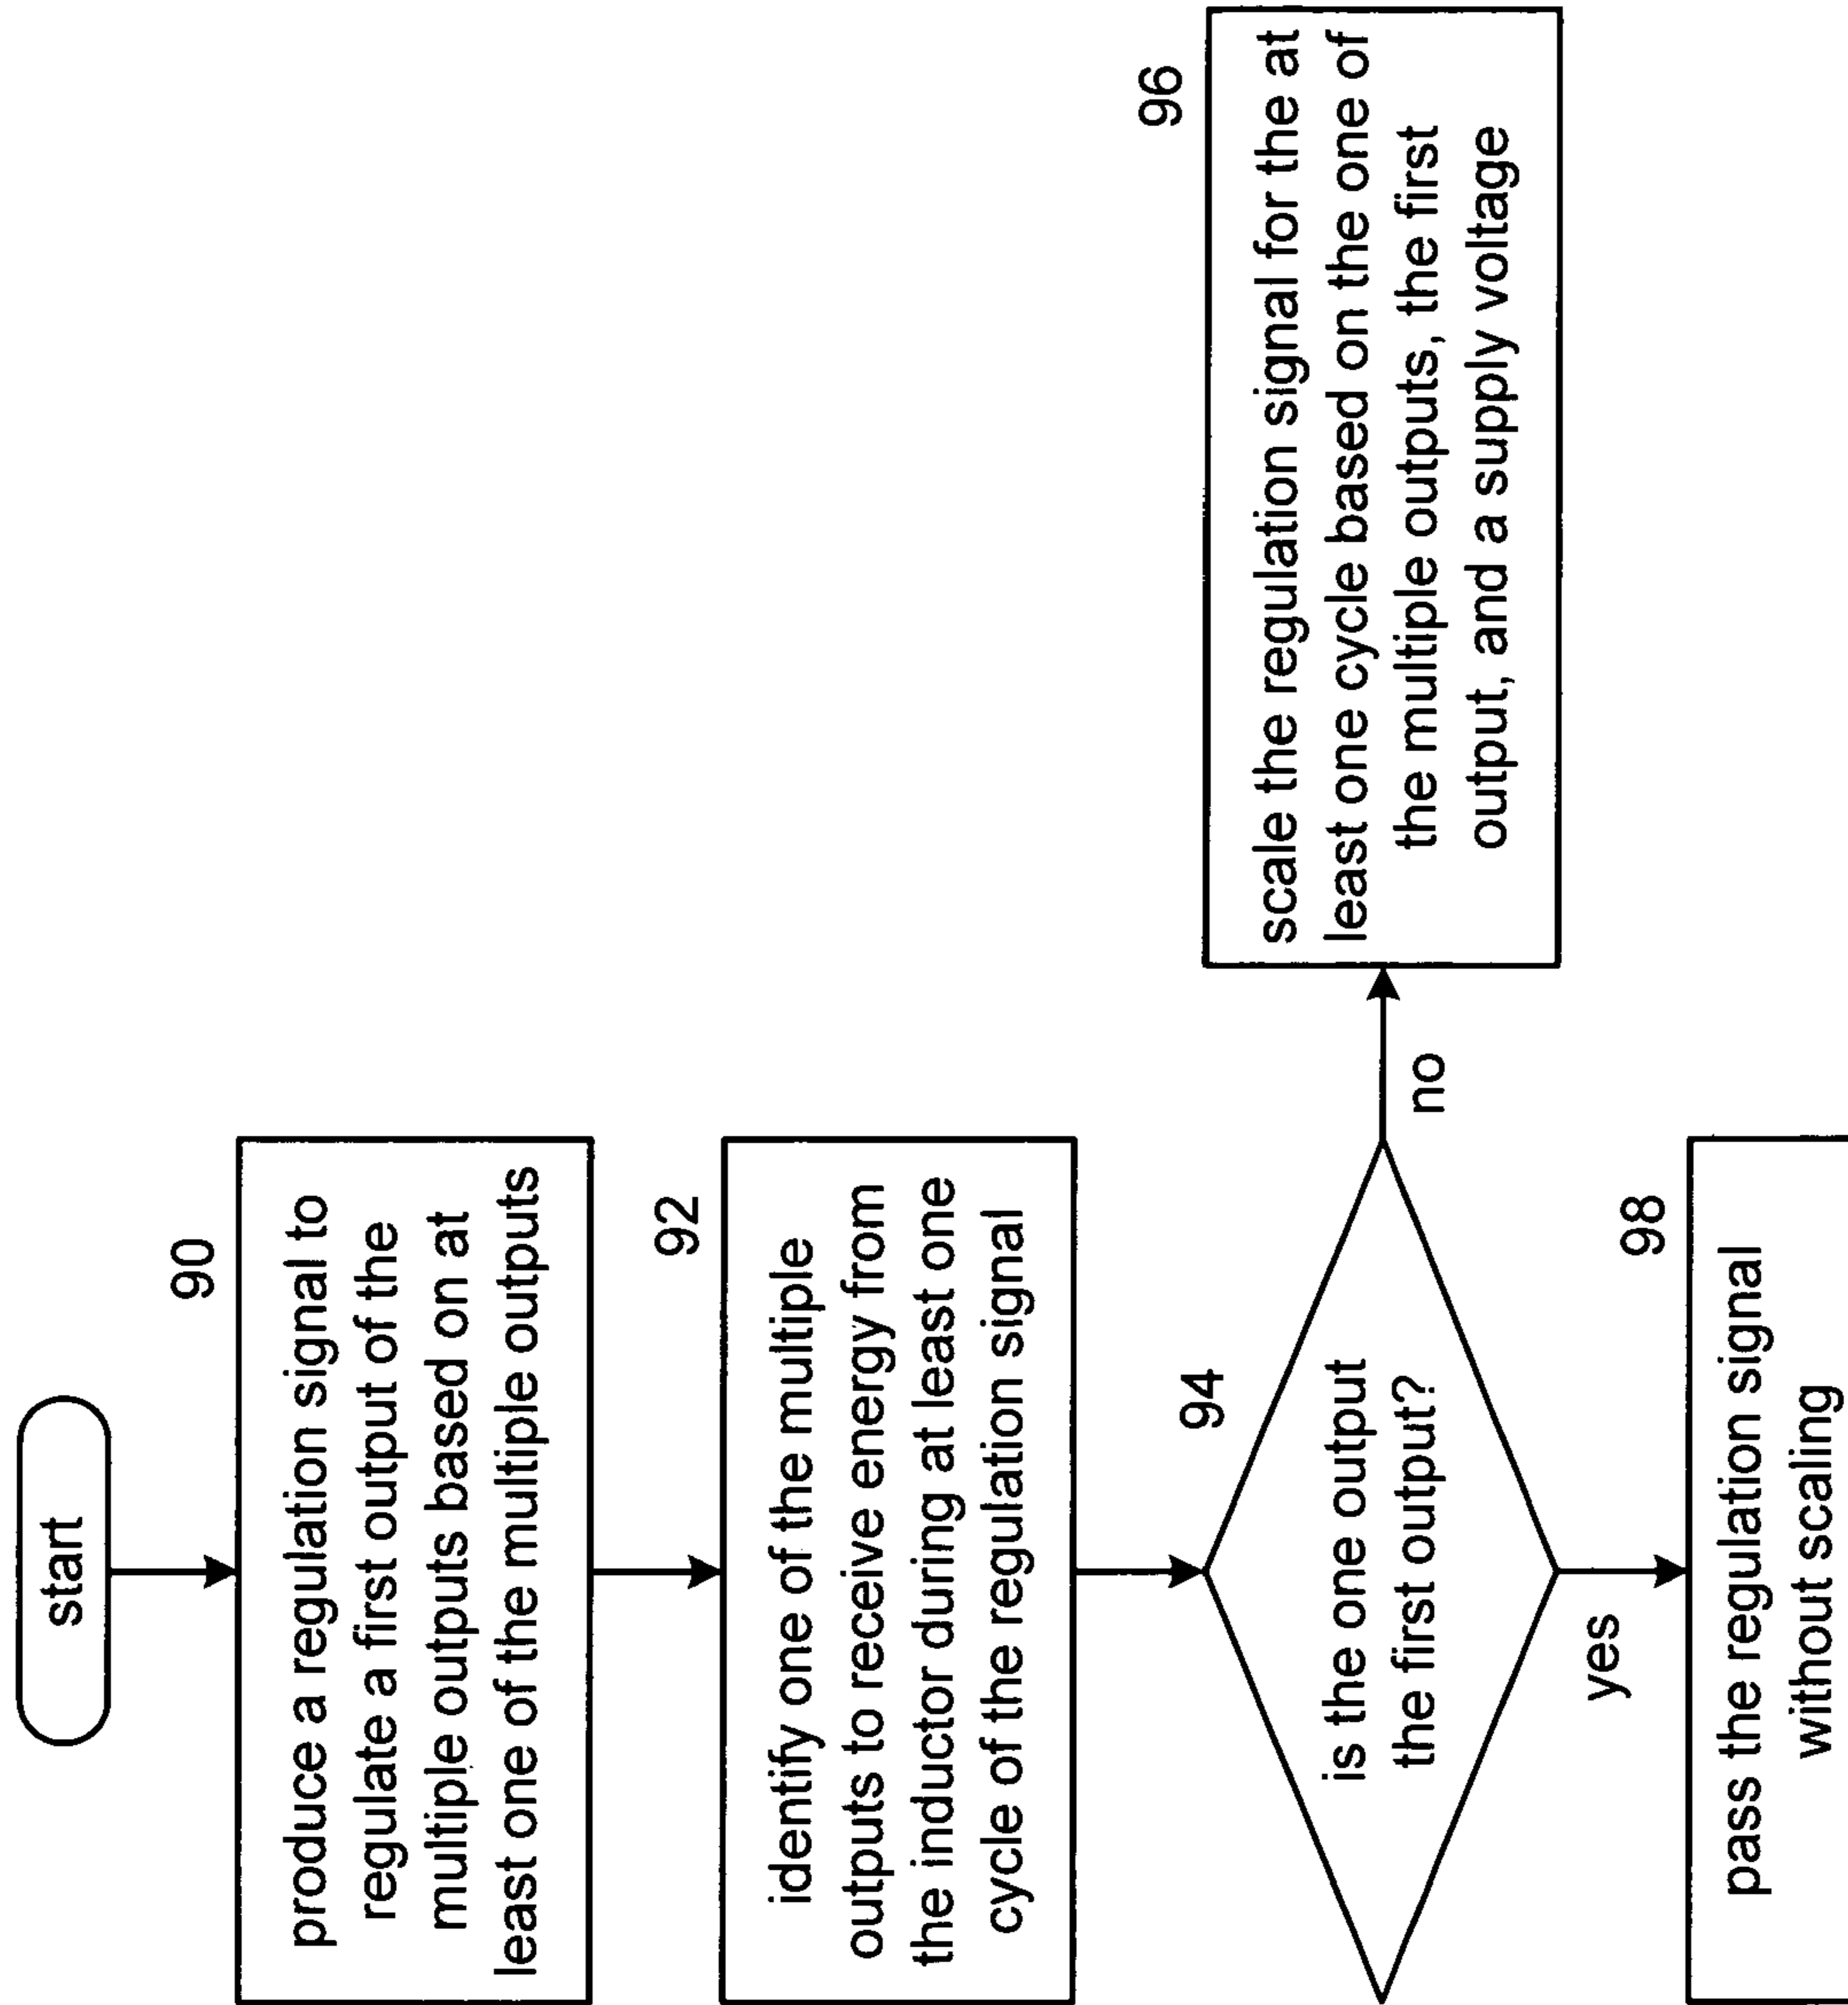 start
90
produce a regulation signal to
regulate a first output of the
multiple outputs based on at
least one of the multiple outputs
92
identify one of the multiple
outputs to receive energy from
the inductor during at least one
cycle of the regulation signal
94
is the one output
the first output?
no
96
scale the regulation signal for the at
least one cycle based on the one of
the multiple outputs, the first
output, and a supply voltage
yes
98
pass the regulation signal
without scaling